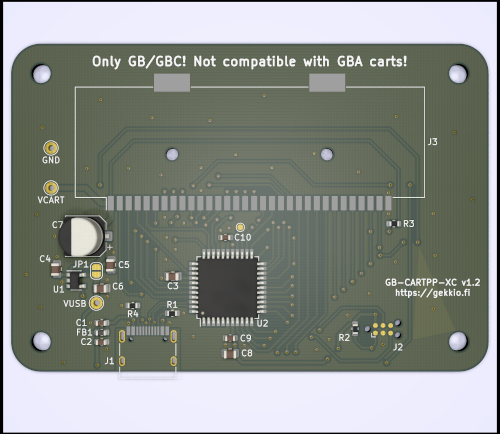 Only GB/GBC! Not compatible with GBA carts!
J3
GND
VCART
C7
R3
+
C10
JP1
C5
C4
U1
C3
C6
GB-CARTPP-XC v1.2
https://gekkio.fi
VUSB
R4
R1
C1
U2
FB1
C2
R2
C9
J2
C8
J1